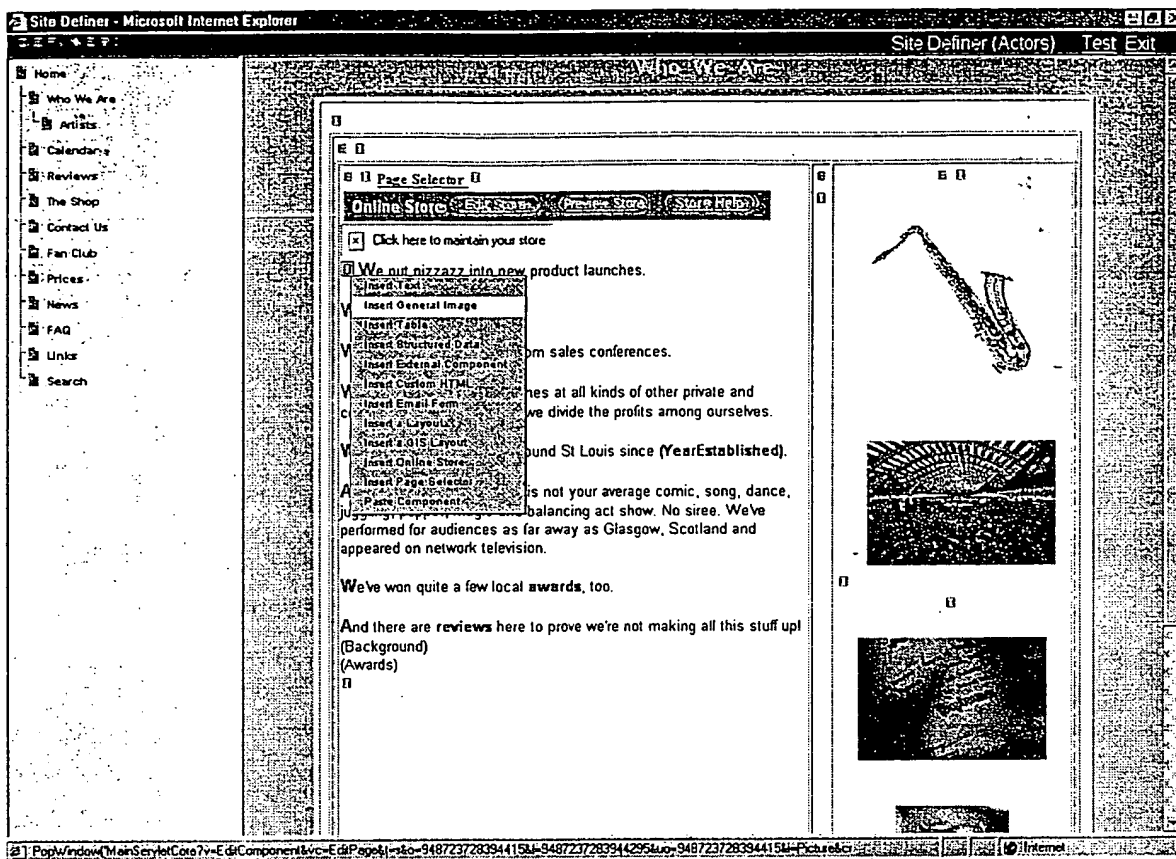 Site Definer - Microsoft Internet Explorer
Site Definer (Actors) Test Exit
Home
Who We Are
Artists
Calendar
Reviews
The Shop
Contact Us
Fan Club
Prices
News
FAQ
Links
Search
Who We Are
Page Selector
Online Store Edit Store Preview Store Store Help
Click here to maintain your store
We put pizzazz into new product launches.
Insert Text
Insert General Image
Insert Table
Insert Structured Data
Insert External Component
Insert Custom HTML
Insert Email Form
Insert a Layout
Insert a GIS Layout
Insert Online Store
Insert Page Selector
Paste Component
om sales conferences.
hes at all kinds of other private and
we divide the profits among ourselves.
ound St Louis since (YearEstablished).
is not your average comic, song, dance,
balancing act show. No siree. We've
performed for audiences as far away as Glasgow, Scotland and
appeared on network television.
We've won quite a few local awards, too.
And there are reviews here to prove we're not making all this stuff up!
(Background)
(Awards)
PopWindow('MainServletCore?v=EditComponent&vc=EditPage&
Internet